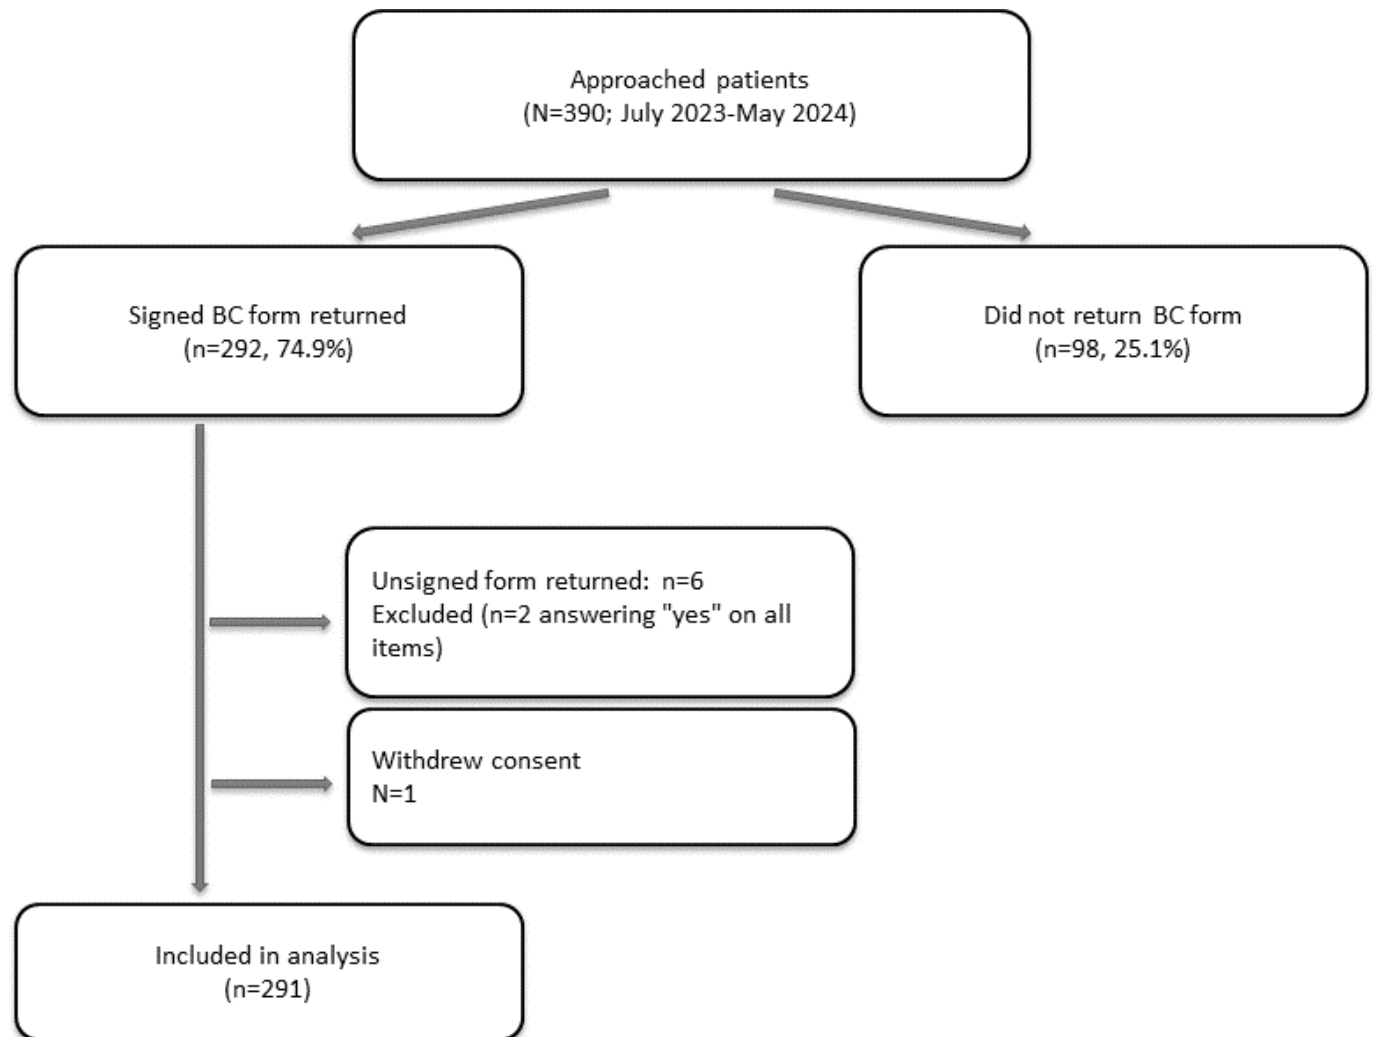 Approached patients
(N=390; July 2023-May 2024)
Signed BC form returned
(n=292, 74.9%)
Did not return BC form
(n=98, 25.1%)
Unsigned form returned: n=6
Excluded (n=2 answering "yes" on all
items)
Withdrew consent
N=1
Included in analysis
(n=291)